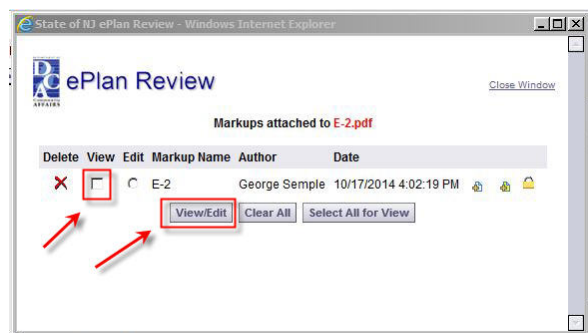 State of NJ ePlan Review - Windows Internet Explorer
ePlan Review
Close Window
Markups attached to E-2.pdf
Delete View Edit Markup Name Author Date
E-2 George Semple 10/17/2014 4:02:19 PM
View/Edit Clear All Select All for View